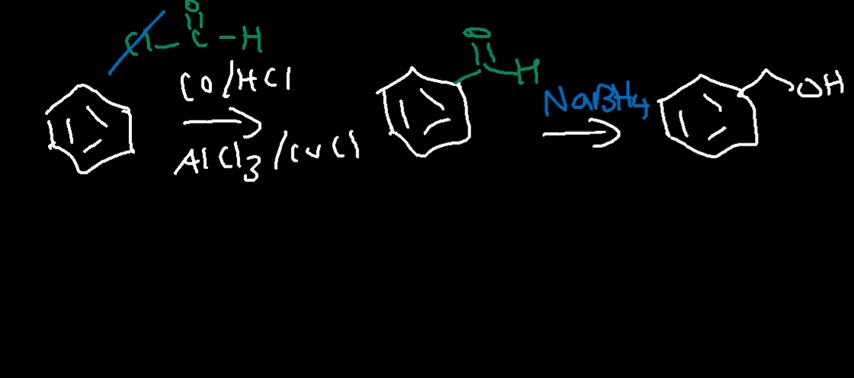 O
Cl-C-H
CO/HCl
AlCl3/CuCl
O
H
NaBH4
OH